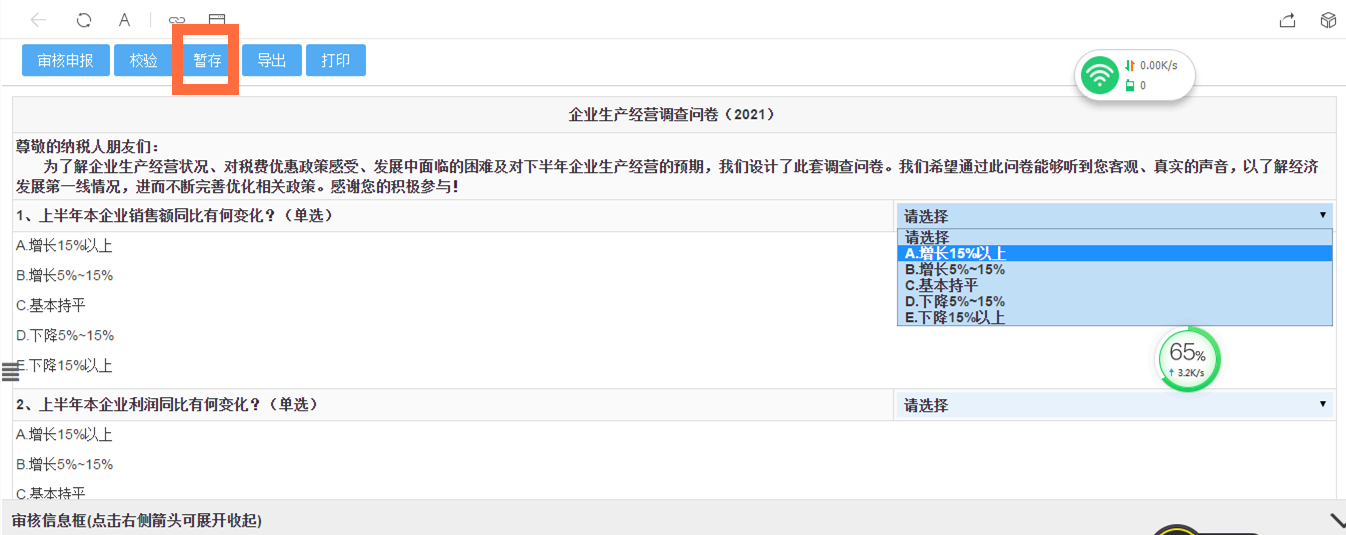 A
审核申报 校验 暂存 导出 打印
0.00K/s
0
企业生产经营调查问卷（2021）
尊敬的纳税人朋友们：
为了解企业生产经营状况、对税费优惠政策感受、发展中面临的困难及对下半年企业生产经营的预期，我们设计了此套调查问卷。我们希望通过此问卷能够听到您客观、真实的声音，以了解经济
发展第一线情况，进而不断完善优化相关政策。感谢您的积极参与！
1、上半年本企业销售额同比有何变化？（单选） 请选择
请选择
A.增长15%以上
B.增长5%~15%
C.基本持平
D.下降5%~15%
E.下降15%以上
A.增长15%以上
B.增长5%~15%
C.基本持平
D.下降5%~15%
E.下降15%以上
65%
3.2K/s
2、上半年本企业利润同比有何变化？（单选） 请选择
A.增长15%以上
B.增长5%~15%
C.基本持平
审核信息框(点击右侧箭头可展开收起)